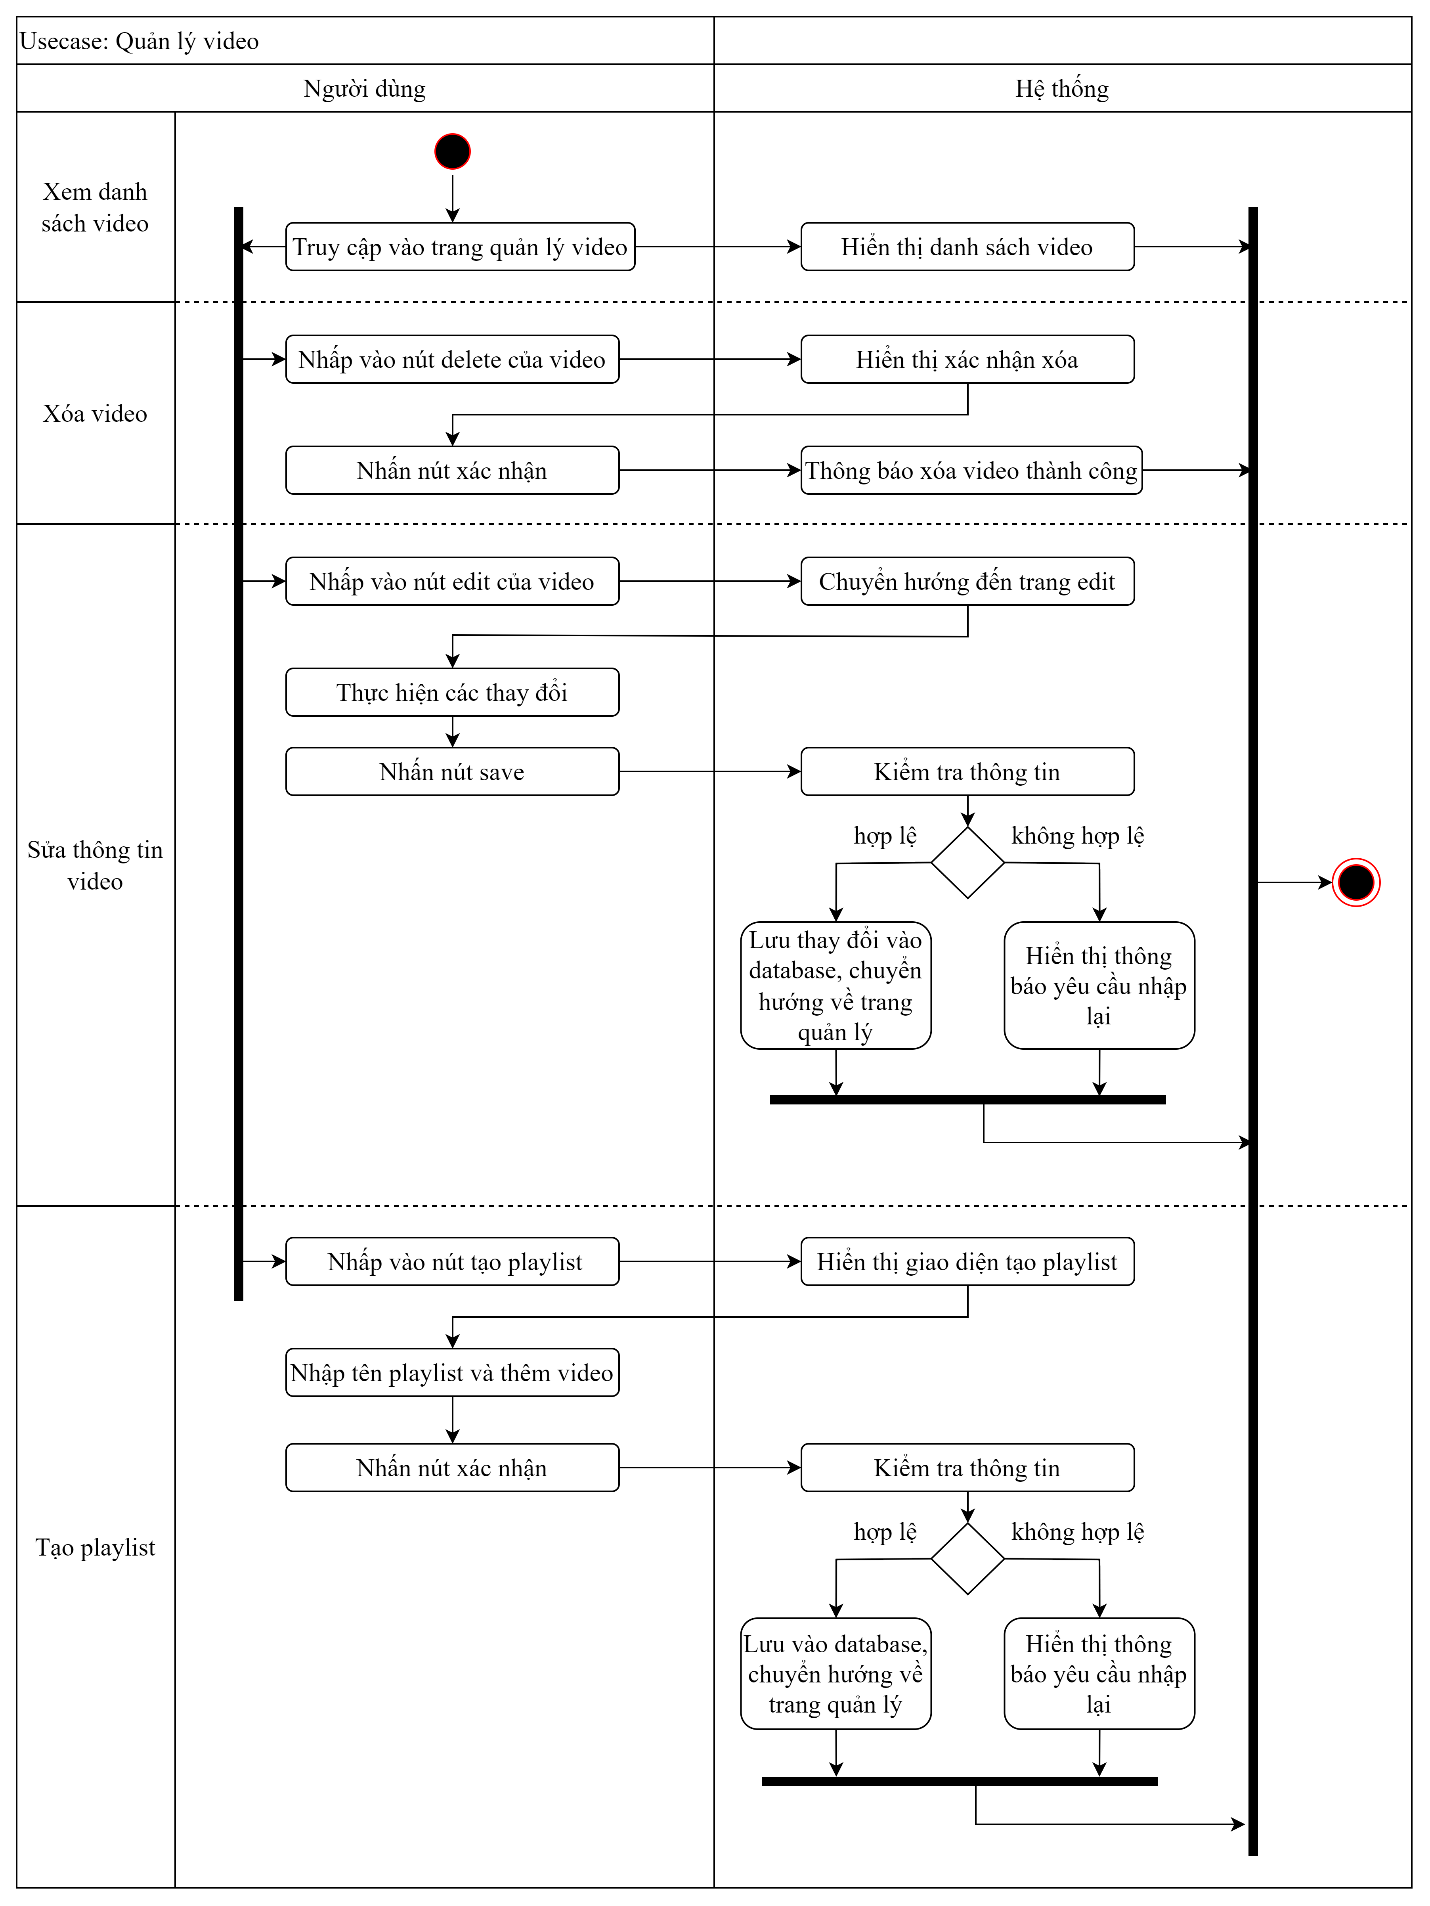 Usecase: Quản lý video
Người dùng
Hệ thống
Xem danh
sách video
Truy cập vào trang quản lý video
Hiển thị danh sách video
Xóa video
Nhấp vào nút delete của video
Hiển thị xác nhận xóa
Nhấn nút xác nhận
Thông báo xóa video thành công
Sửa thông tin
video
Nhấp vào nút edit của video
Chuyển hướng đến trang edit
Thực hiện các thay đổi
Nhấn nút save
Kiểm tra thông tin
hợp lệ
không hợp lệ
Lưu thay đổi vào
database, chuyển
hướng về trang
quản lý
Hiển thị thông
báo yêu cầu nhập
lại
Tạo playlist
Nhấp vào nút tạo playlist
Hiển thị giao diện tạo playlist
Nhập tên playlist và thêm video
Nhấn nút xác nhận
Kiểm tra thông tin
hợp lệ
không hợp lệ
Lưu vào database,
chuyển hướng về
trang quản lý
Hiển thị thông
báo yêu cầu nhập
lại